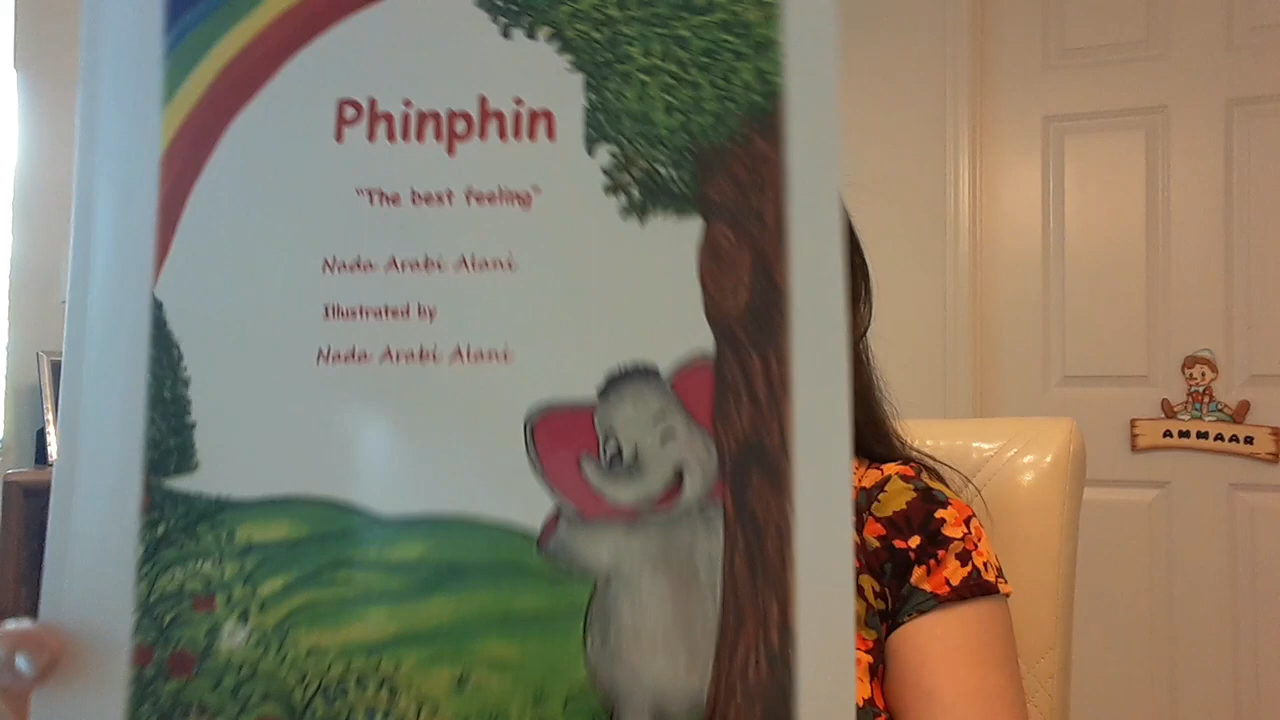 Phinphin
"The best feeling"
Nada Arabi Alani
Illustrated by
Nada Arabi Alani
AMMAAR